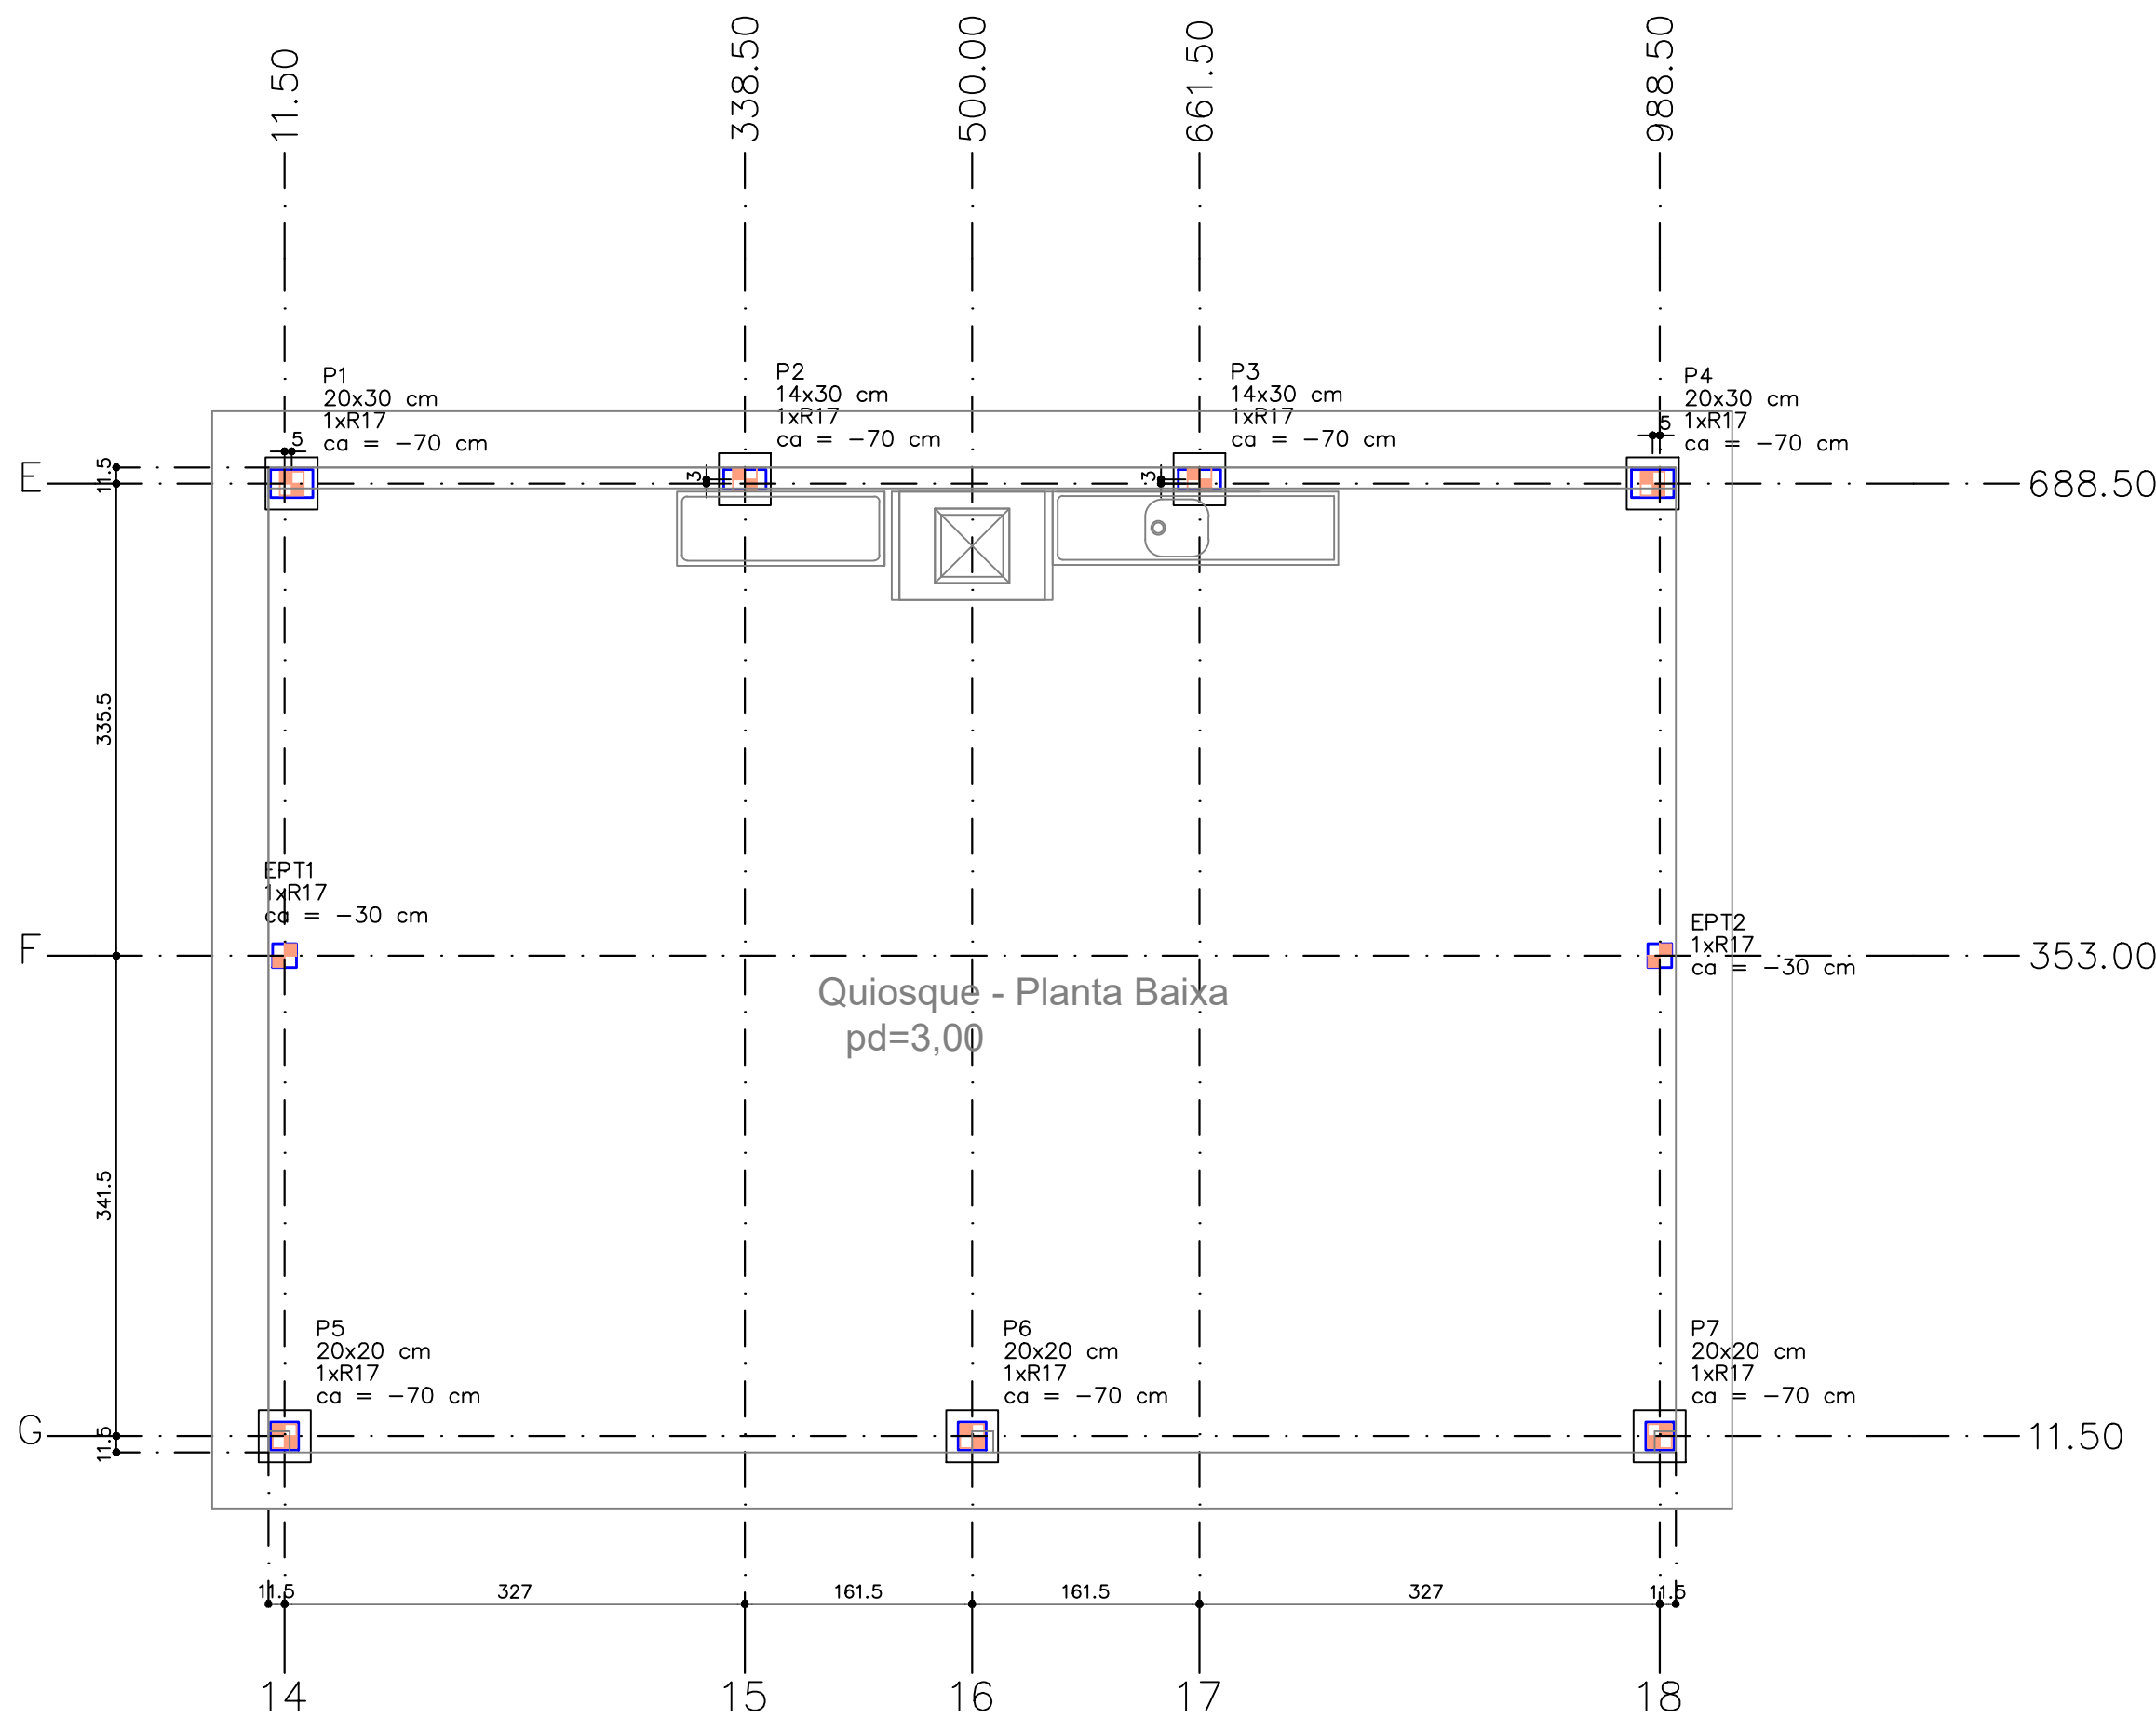 11.50
338.50
500.00
661.50
988.50
P1
20x30 cm
1xR17
ca = -70 cm
P2
14x30 cm
1xR17
ca = -70 cm
P3
14x30 cm
1xR17
ca = -70 cm
P4
20x30 cm
1xR17
ca = -70 cm
5
5
3
3
11.5
E
688.50
335.5
EPT1
1xR17
ca = -30 cm
EPT2
1xR17
ca = -30 cm
F
353.00
Quiosque - Planta Baixa
pd=3,00
341.5
P5
20x20 cm
1xR17
ca = -70 cm
P6
20x20 cm
1xR17
ca = -70 cm
P7
20x20 cm
1xR17
ca = -70 cm
G
11.5
11.50
11.5
327
161.5
161.5
327
11.5
14
15
16
17
18